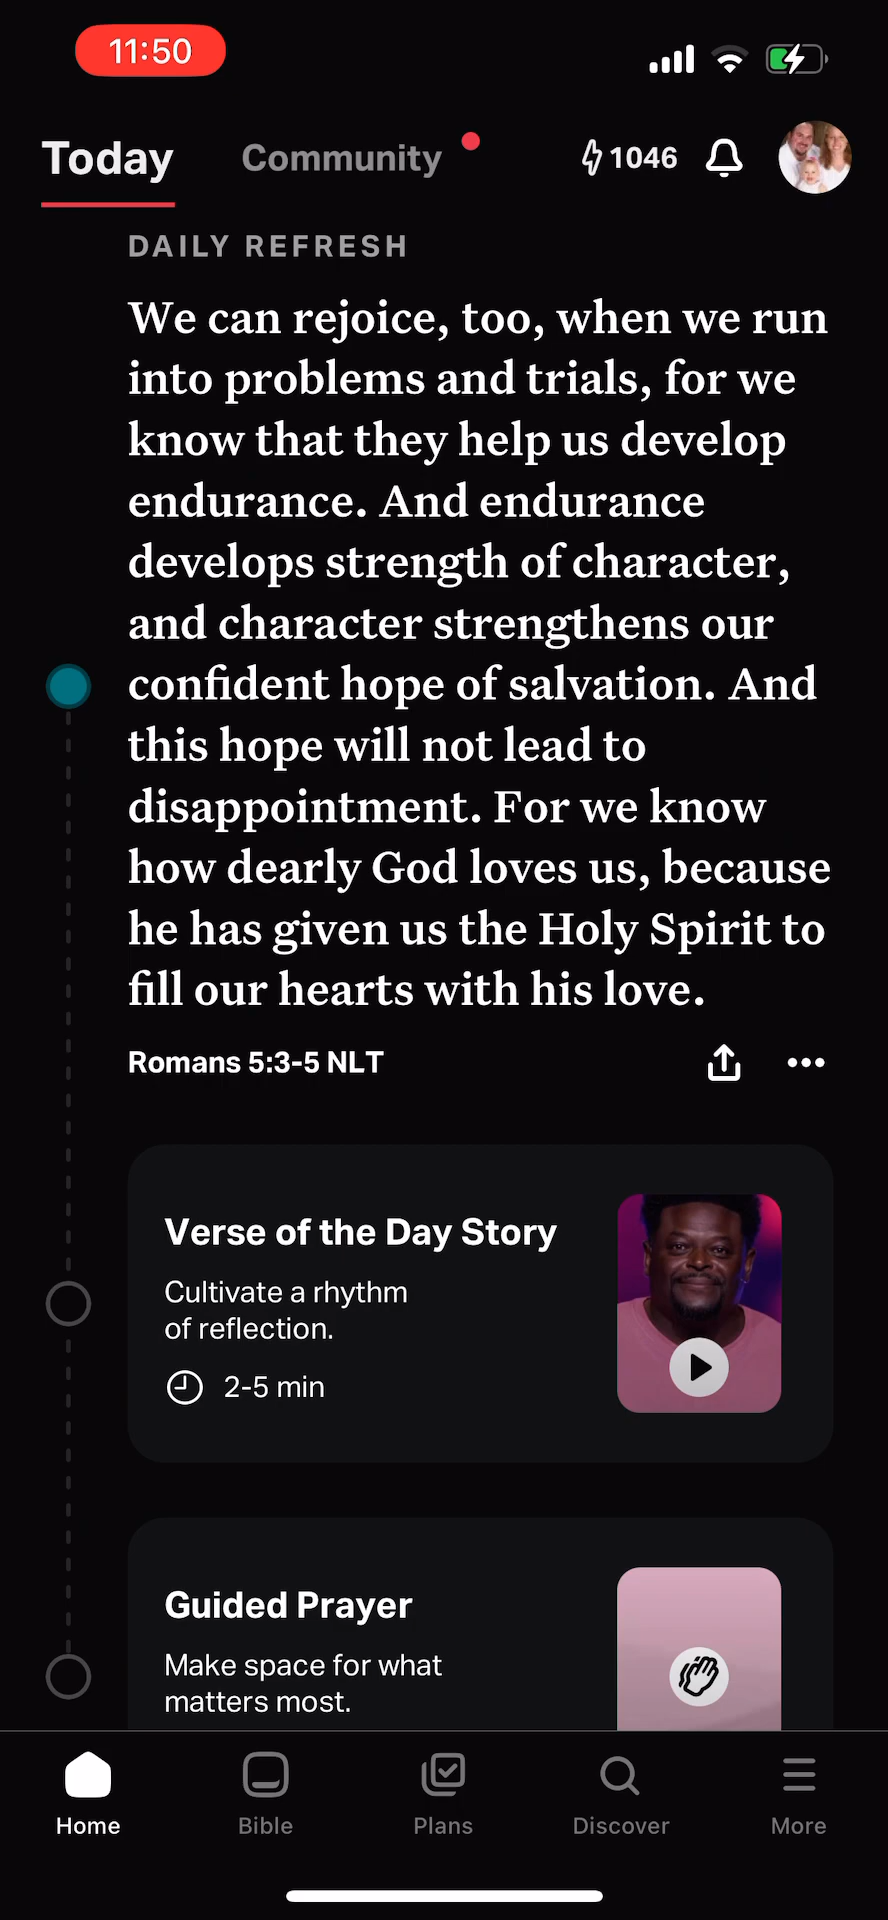 11:50
Today
Community
1046
DAILY REFRESH
We can rejoice, too, when we run
into problems and trials, for we
know that they help us develop
endurance. And endurance
develops strength of character,
and character strengthens our
confident hope of salvation. And
this hope will not lead to
disappointment. For we know
how dearly God loves us, because
he has given us the Holy Spirit to
fill our hearts with his love.
Romans 5:3-5 NLT
Verse of the Day Story
Cultivate a rhythm
of reflection.
2-5 min
Guided Prayer
Make space for what
matters most.
Home
Bible
Plans
Discover
More